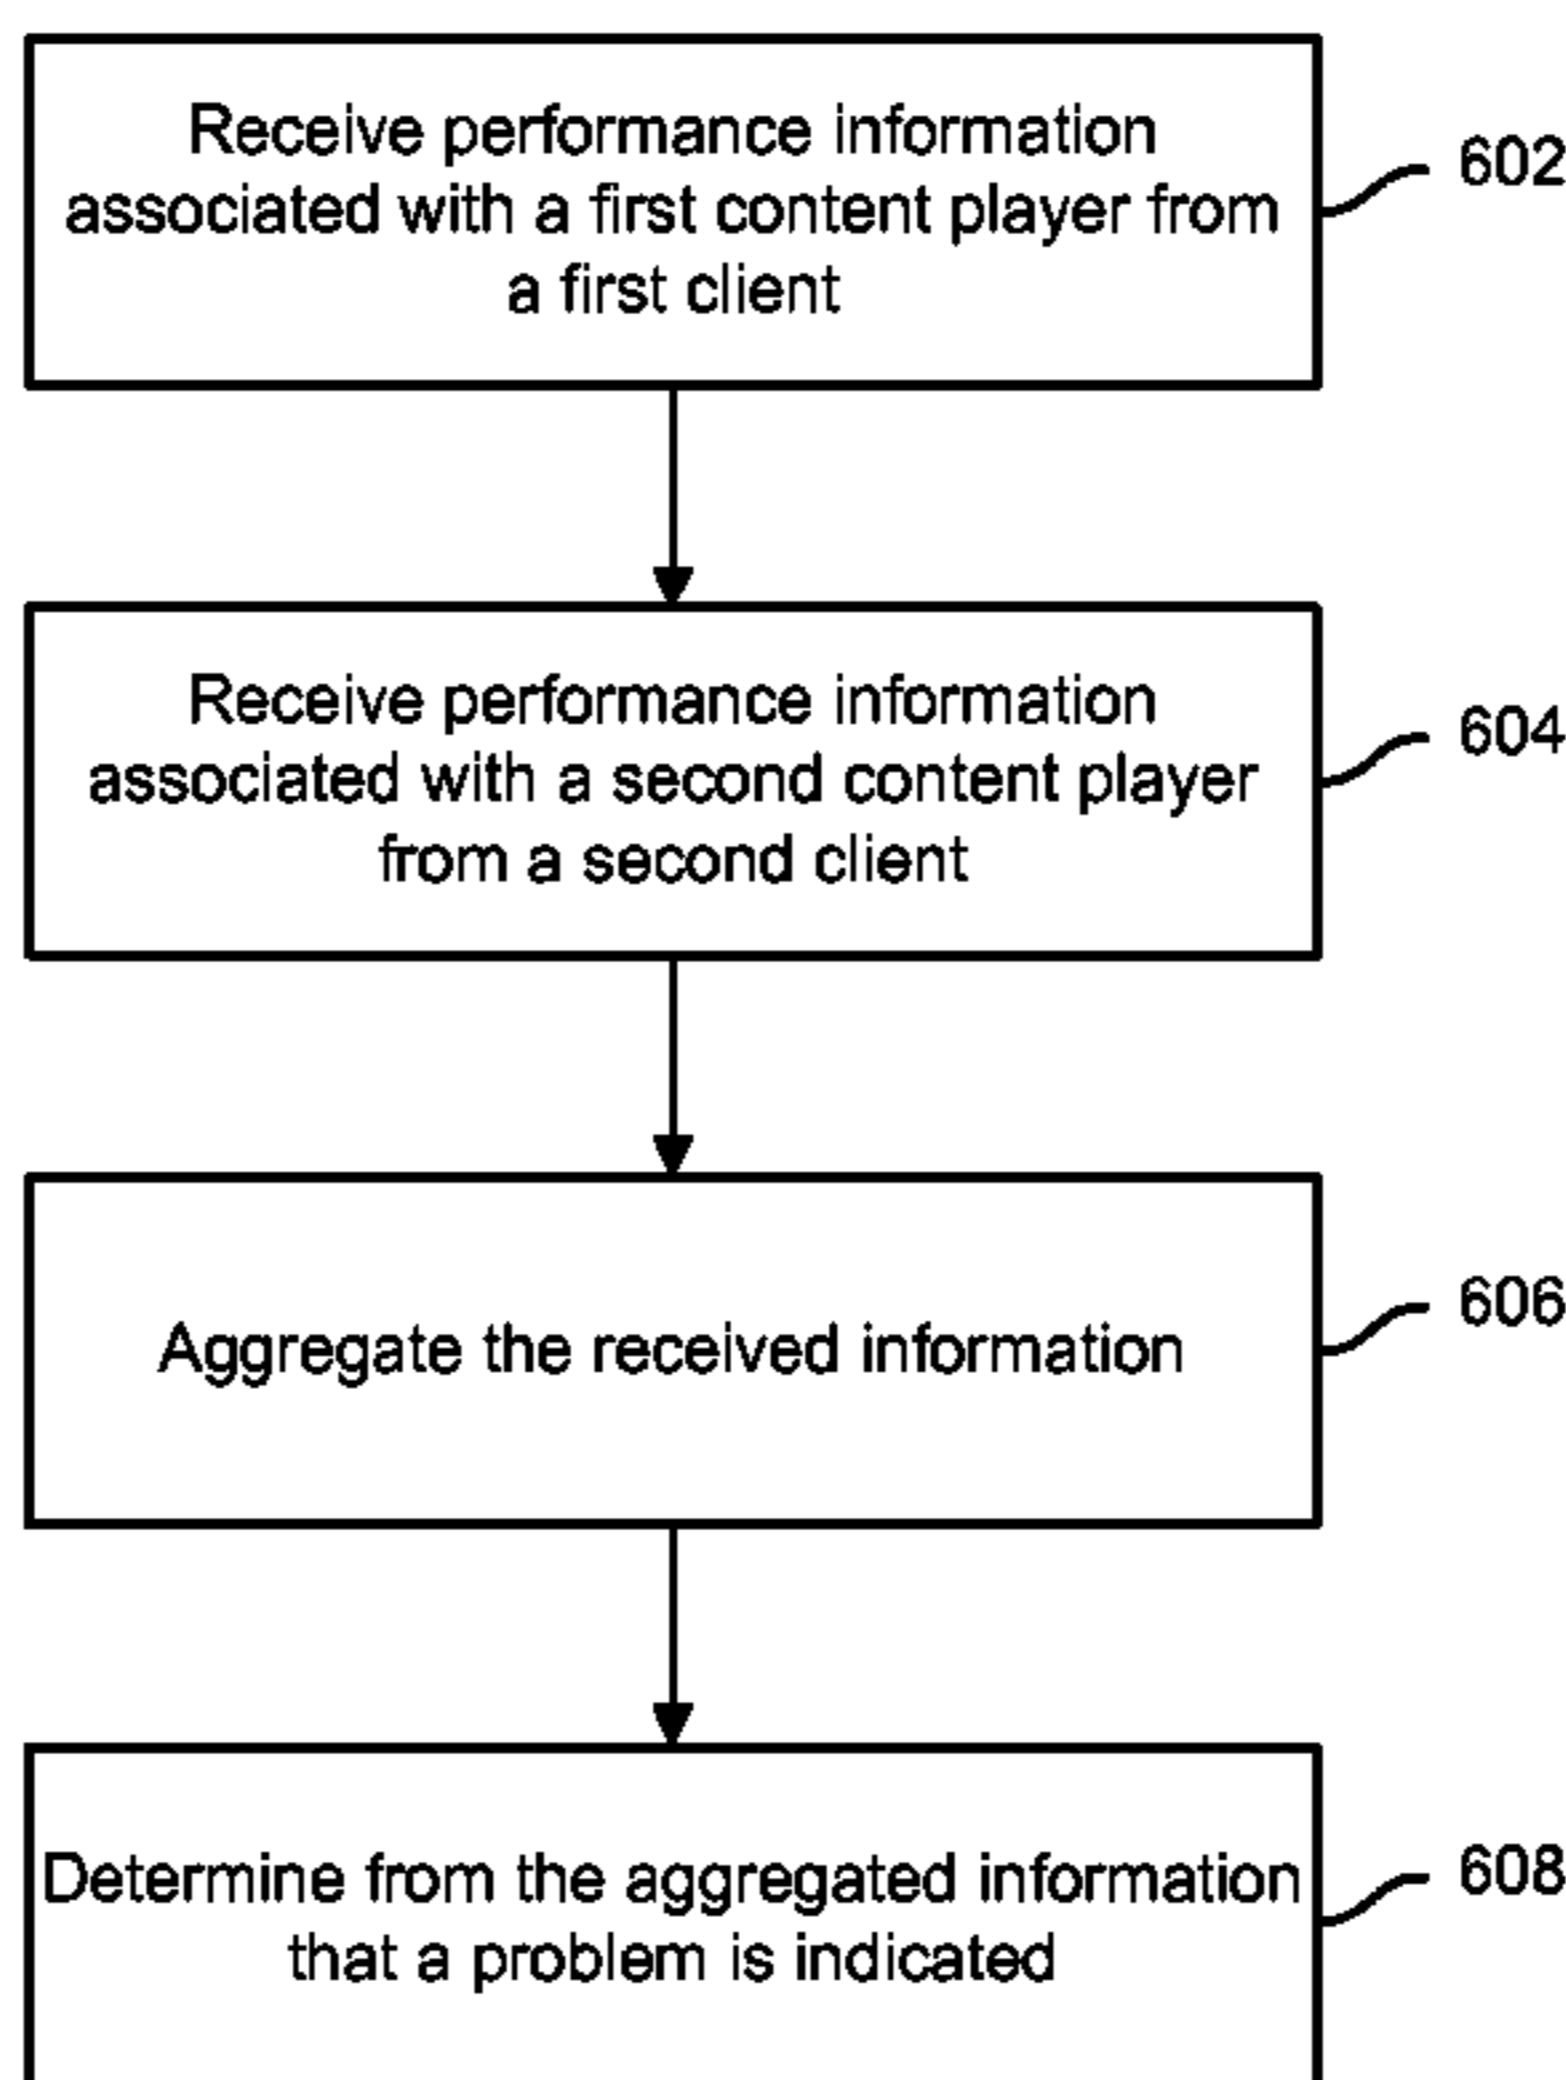 Receive performance information
associated with a first content player from
a first client
602
Receive performance information
associated with a second content player
from a second client
604
Aggregate the received information
606
Determine from the aggregated information
that a problem is indicated
608